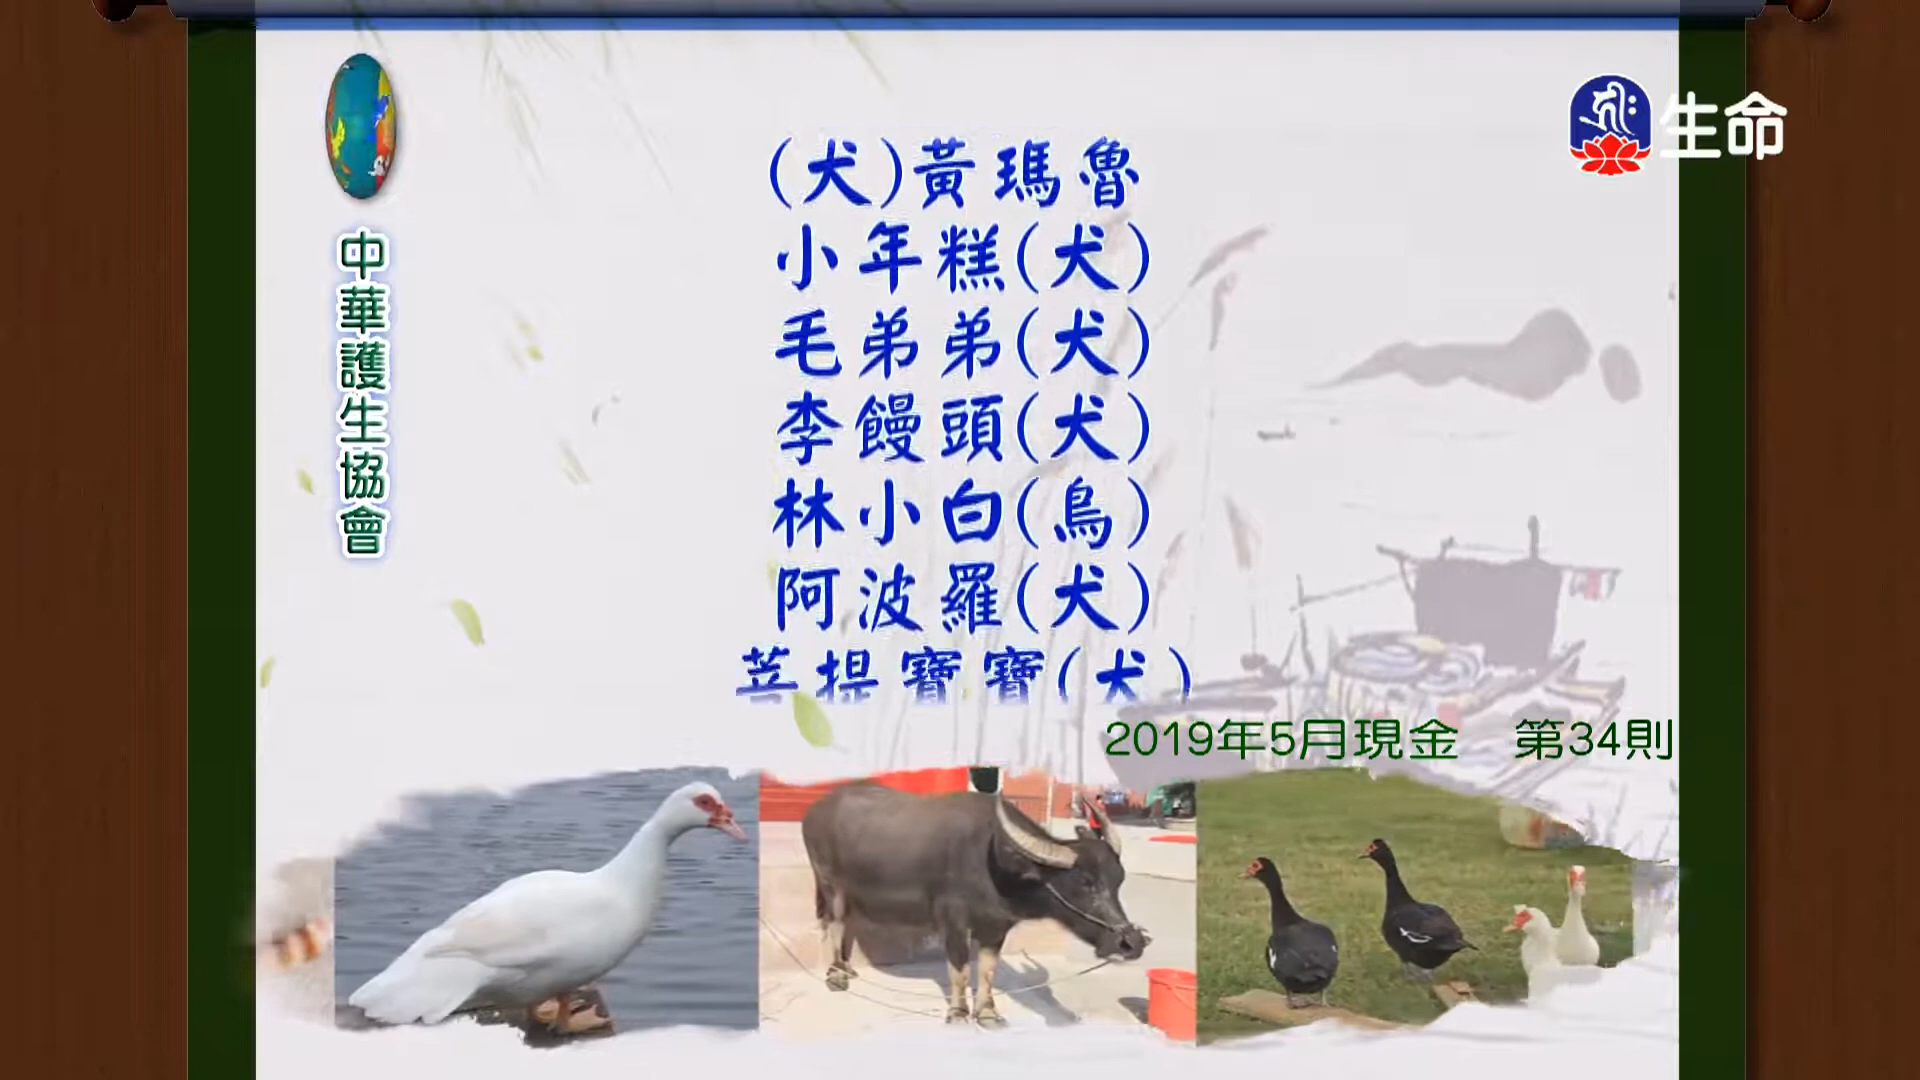 中華護生協會
生命
(犬)黃瑪魯
小年糕(犬)
毛弟弟(犬)
李饅頭(犬)
林小白(鳥)
阿波羅(犬)
菩提寶寶(犬)
2019年5月現金 第34則